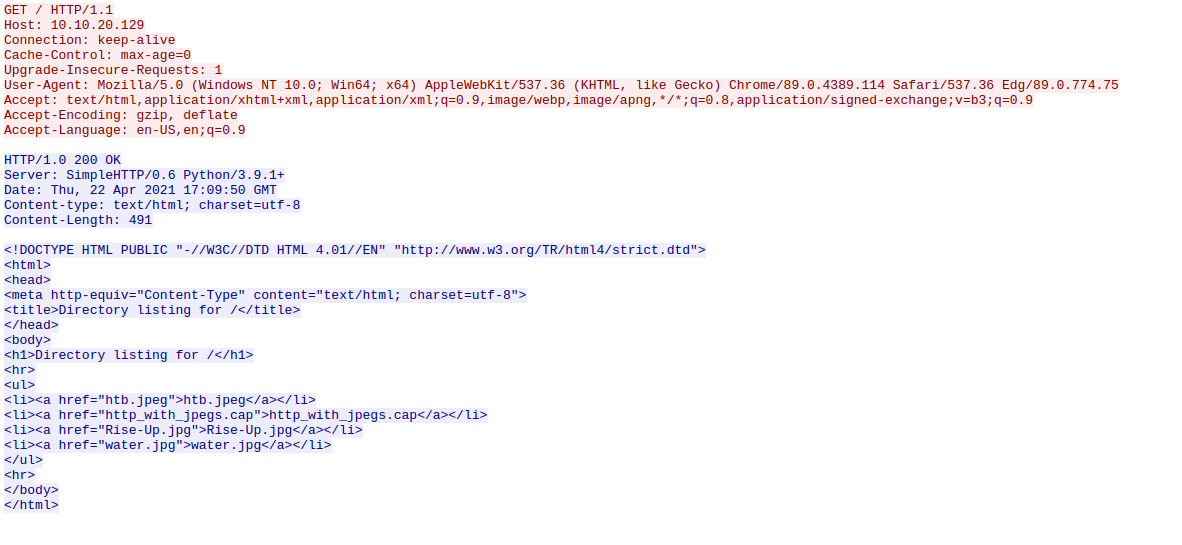 GET / HTTP/1.1
Host: 10.10.20.129
Connection: keep-alive
Cache-Control: max-age=0
Upgrade-Insecure-Requests: 1
User-Agent: Mozilla/5.0 (Windows NT 10.0; Win64; x64) AppleWebKit/537.36 (KHTML, like Gecko) Chrome/89.0.4389.114 Safari/537.36 Edg/89.0.774.75
Accept: text/html,application/xhtml+xml,application/xml;q=0.9,image/webp,image/apng,*/*;q=0.8,application/signed-exchange;v=b3;q=0.9
Accept-Encoding: gzip, deflate
Accept-Language: en-US,en;q=0.9

HTTP/1.0 200 OK
Server: SimpleHTTP/0.6 Python/3.9.1+
Date: Thu, 22 Apr 2021 17:09:50 GMT
Content-type: text/html; charset=utf-8
Content-Length: 491

<!DOCTYPE HTML PUBLIC "-//W3C//DTD HTML 4.01//EN" "http://www.w3.org/TR/html4/strict.dtd">
<html>
<head>
<meta http-equiv="Content-Type" content="text/html; charset=utf-8">
<title>Directory listing for /</title>
</head>
<body>
<h1>Directory listing for /</h1>
<hr>
<ul>
<li><a href="htb.jpeg">htb.jpeg</a></li>
<li><a href="http_with_jpegs.cap">http_with_jpegs.cap</a></li>
<li><a href="Rise-Up.jpg">Rise-Up.jpg</a></li>
<li><a href="water.jpg">water.jpg</a></li>
</ul>
<hr>
</body>
</html>